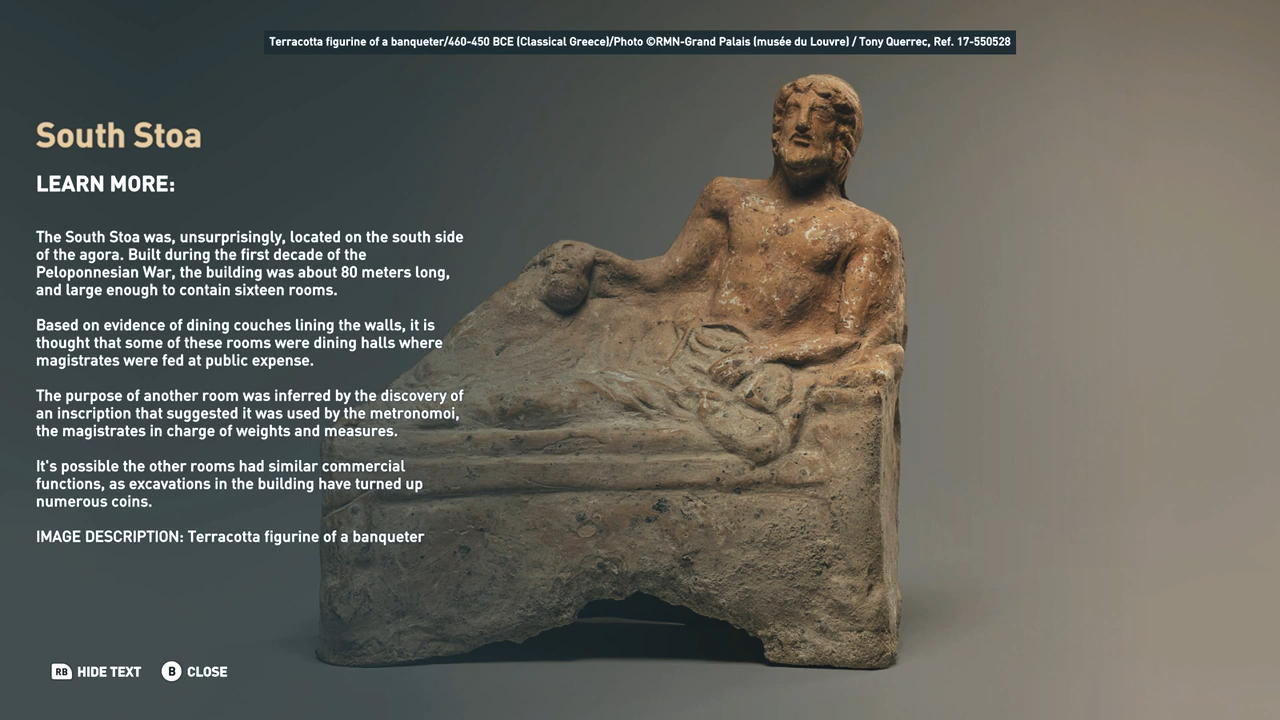 Terracotta figurine of a banqueter/460-450 BCE (Classical Greece)/Photo ©RMN-Grand Palais (musée du Louvre) / Tony Querrec, Ref. 17-550528
South Stoa
LEARN MORE:
The South Stoa was, unsurprisingly, located on the south side
of the agora. Built during the first decade of the
Peloponnesian War, the building was about 80 meters long,
and large enough to contain sixteen rooms.
Based on evidence of dining couches lining the walls, it is
thought that some of these rooms were dining halls where
magistrates were fed at public expense.
The purpose of another room was inferred by the discovery of
an inscription that suggested it was used by the metronomoi,
the magistrates in charge of weights and measures.
It's possible the other rooms had similar commercial
functions, as excavations in the building have turned up
numerous coins.
IMAGE DESCRIPTION: Terracotta figurine of a banqueter
RB HIDE TEXT B CLOSE